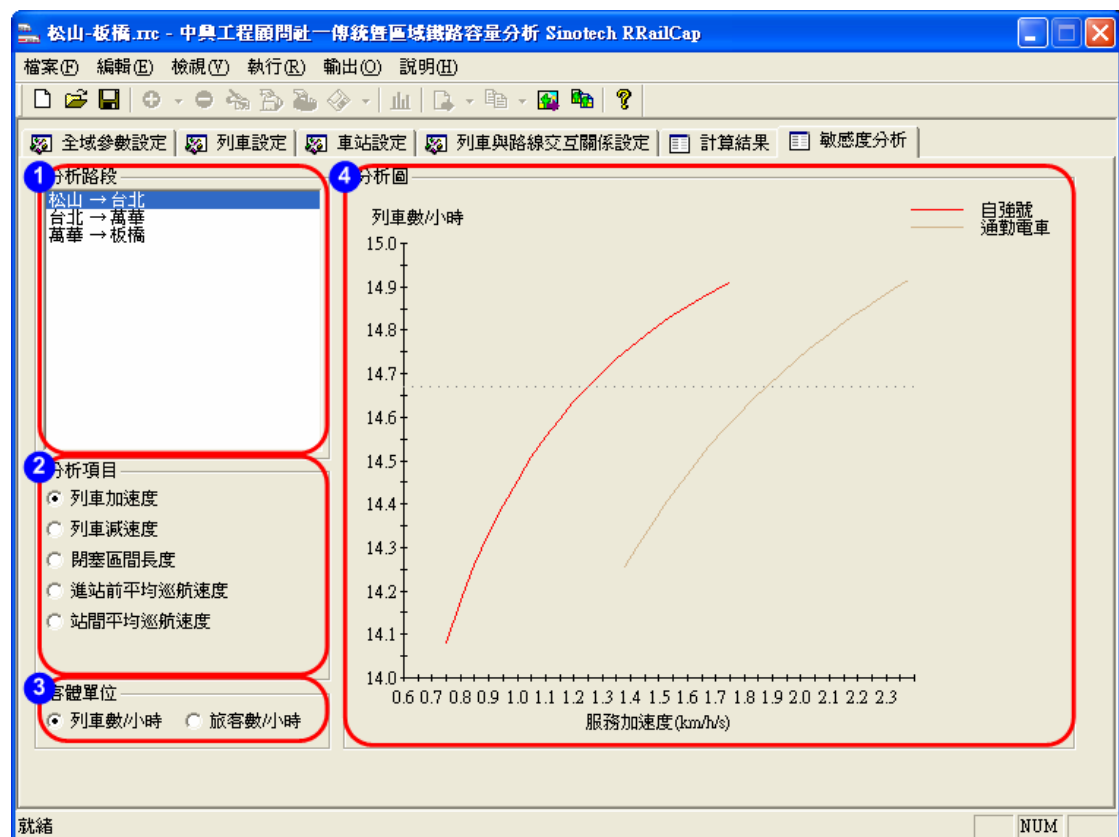 松山-板橋.rrc - 中興工程顧問社一傳統暨區域鐵路容量分析 Sinotech RRailCap
檔案(F) 編輯(E) 檢視(V) 執行(R) 輸出(O) 說明(H)
全域參數設定 列車設定 車站設定 列車與路線交互關係設定 計算結果 敏感度分析
1 分析路段
松山 → 台北
台北 → 萬華
萬華 → 板橋
2 分析項目
列車加速度
列車減速度
閉塞區間長度
進站前平均巡航速度
站間平均巡航速度
3 客體單位
列車數/小時 旅客數/小時
4 分析圖
列車數/小時
自強號
通勤電車
15.0
14.9
14.8
14.7
14.6
14.5
14.4
14.3
14.2
14.1
14.0
0.6 0.7 0.8 0.9 1.0 1.1 1.2 1.3 1.4 1.5 1.6 1.7 1.8 1.9 2.0 2.1 2.2 2.3
服務加速度(km/h/s)
就緒
NUM